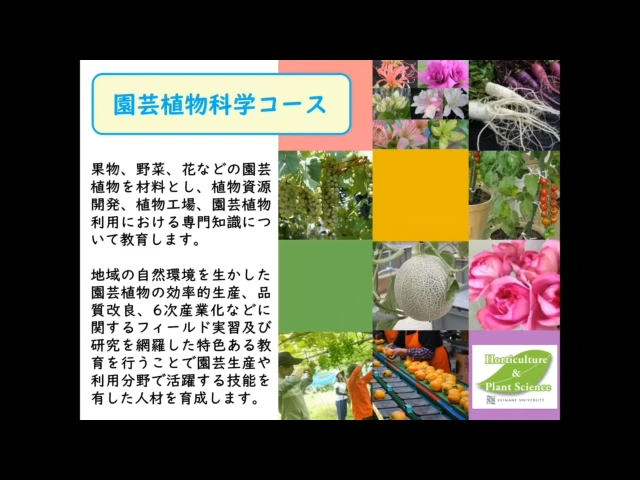 園芸植物科学コース
果物、野菜、花などの園芸
植物を材料とし、植物資源
開発、植物工場、園芸植物
利用における専門知識につ
いて教育します。
地域の自然環境を生かした
園芸植物の効率的生産、品
質改良、6次産業化などに
関するフィールド実習及び
研究を網羅した特色ある教
育を行うことで園芸生産や
利用分野で活躍する技能を
有した人材を育成します。
Horticulture
&
Plant Science
SHIMANE UNIVERSITY